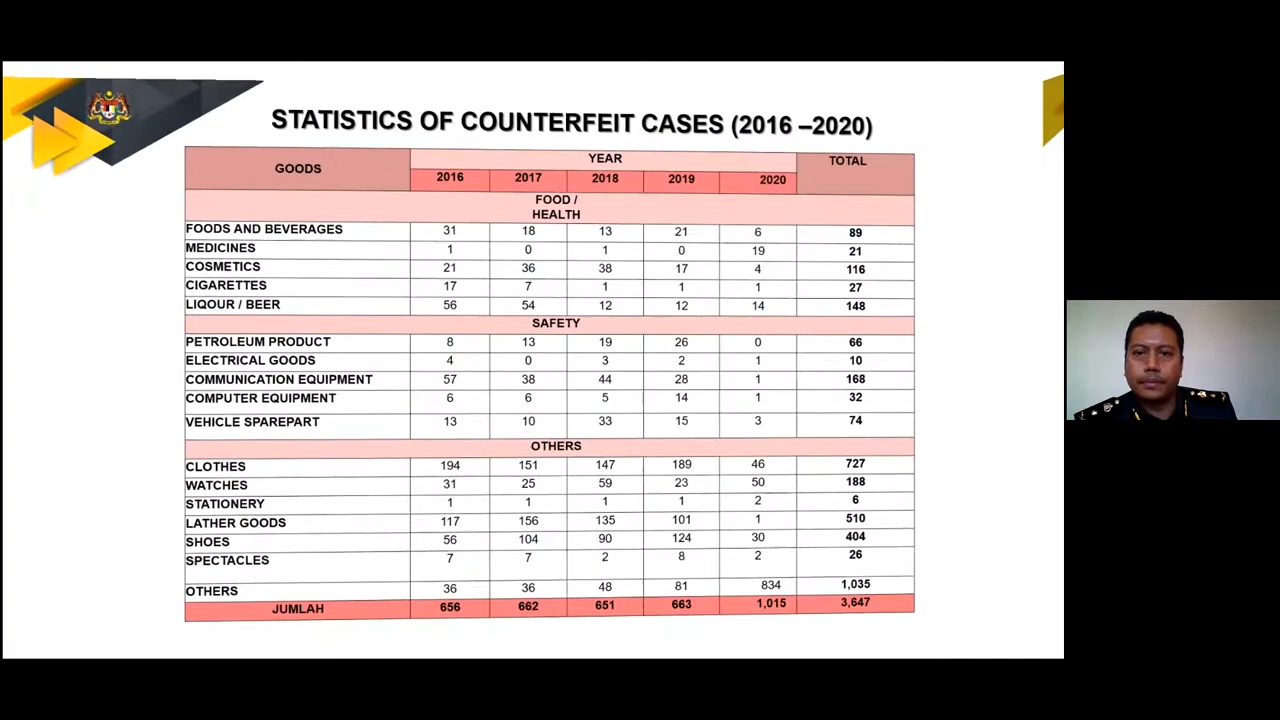 STATISTICS OF COUNTERFEIT CASES (2016 –2020)
GOODS YEAR TOTAL
2016 2017 2018 2019 2020
FOOD /
HEALTH
FOODS AND BEVERAGES 31 18 13 21 6 89
MEDICINES 1 0 1 0 19 21
COSMETICS 21 36 38 17 4 116
CIGARETTES 17 7 1 1 1 27
LIQOUR / BEER 56 54 12 12 14 148
SAFETY
PETROLEUM PRODUCT 8 13 19 26 0 66
ELECTRICAL GOODS 4 0 3 2 1 10
COMMUNICATION EQUIPMENT 57 38 44 28 1 168
COMPUTER EQUIPMENT 6 6 5 14 1 32
VEHICLE SPAREPART 13 10 33 15 3 74
OTHERS
CLOTHES 194 151 147 189 46 727
WATCHES 31 25 59 23 50 188
STATIONERY 1 1 1 1 2 6
LATHER GOODS 117 156 135 101 1 510
SHOES 56 104 90 124 30 404
SPECTACLES 7 7 2 8 2 26
OTHERS 36 36 48 81 834 1,035
JUMLAH 656 662 651 663 1,015 3,647